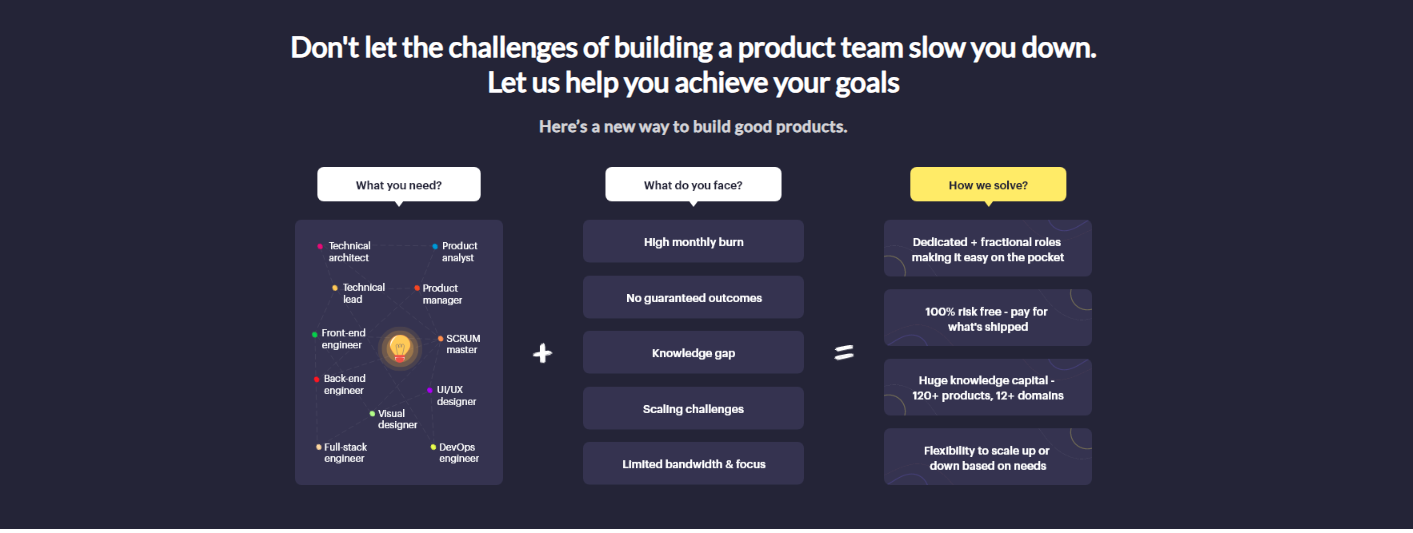 Don't let the challenges of building a product team slow you down.
Let us help you achieve your goals
Here's a new way to build good products.
What you need?
Technical
architect
Product
analyst
Technical
lead
Product
manager
Front-end
engineer
SCRUM
master
Back-end
engineer
UI/UX
designer
Visual
designer
Full-stack
engineer
DevOps
engineer
+
What do you face?
High monthly burn
No guaranteed outcomes
Knowledge gap
Scaling challenges
Limited bandwidth & focus
=
How we solve?
Dedicated + fractional roles
making it easy on the pocket
100% risk free - pay for
what's shipped
Huge knowledge capital -
120+ products, 12+ domains
Flexibility to scale up or
down based on needs